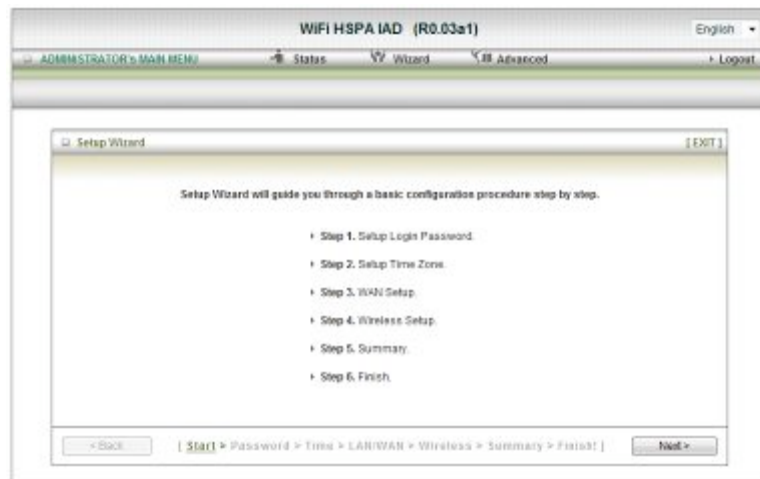 WiFi HSPA IAD (R0.03a1)
English
ADMINISTRATOR's MAIN MENU
Status
Wizard
Advanced
Logout
Setup Wizard
[ EXIT ]
Setup Wizard will guide you through a basic configuration procedure step by step.
Step 1. Setup Login Password.
Step 2. Setup Time Zone.
Step 3. WAN Setup.
Step 4. Wireless Setup.
Step 5. Summary.
Step 6. Finish.
< Back
[ Start > Password > Time > LAN/WAN > Wireless > Summary > Finish! ]
Next >